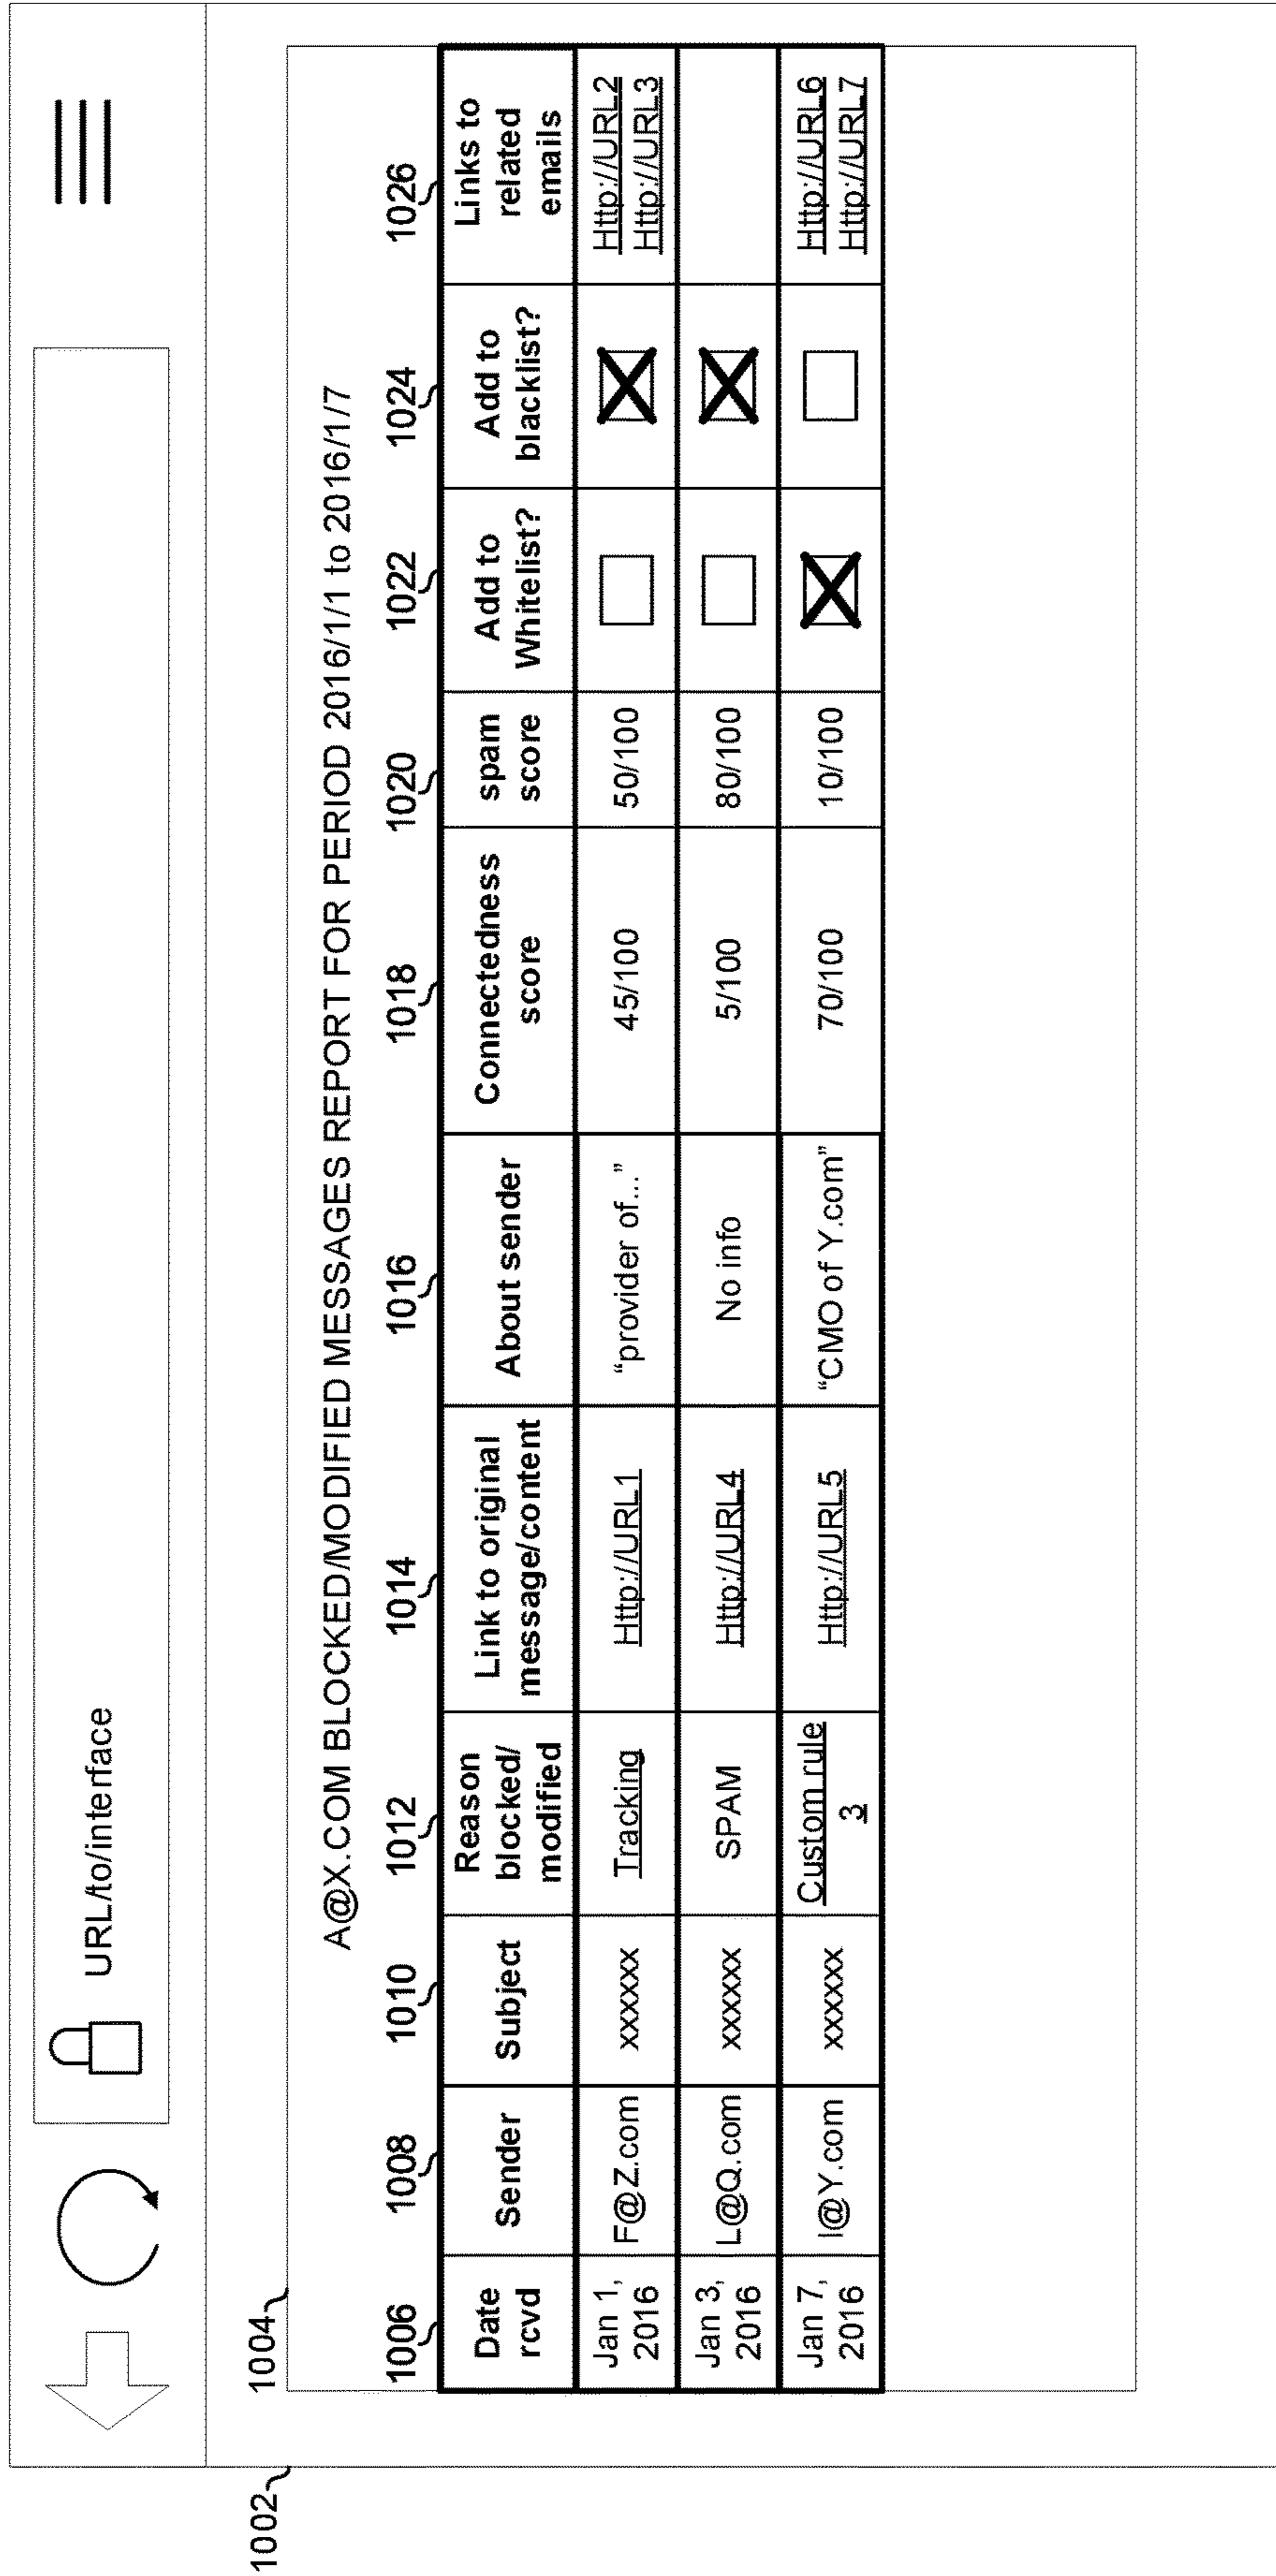 URL/to/interface
1002
1004
A@X.COM BLOCKED/MODIFIED MESSAGES REPORT FOR PERIOD 2016/1/1 to 2016/1/7
1006 1008 1010 1012 1014 1016 1018 1020 1022 1024 1026
Date rcvd
Sender
Subject
Reason blocked/ modified
Link to original message/content
About sender
Connectedness score
spam score
Add to Whitelist?
Add to blacklist?
Links to related emails
Jan 1, 2016
F@Z.com
xxxxxx
Tracking
Http://URL1
“provider of...”
45/100
50/100
Http://URL2
Http://URL3
Jan 3, 2016
L@Q.com
xxxxxx
SPAM
Http://URL4
No info
5/100
80/100
Jan 7, 2016
I@Y.com
xxxxxx
Custom rule 3
Http://URL5
“CMO of Y.com”
70/100
10/100
Http://URL6
Http://URL7